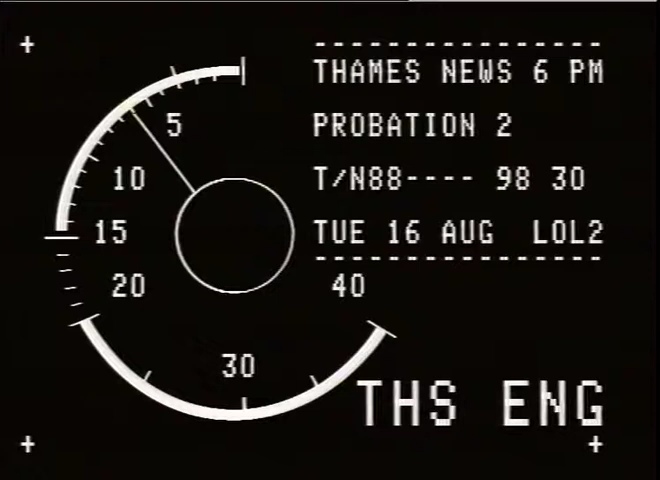 THAMES NEWS 6 PM
PROBATION 2
T/N88---- 98 30
TUE 16 AUG LOL2
5
10
15
20
30
40
THS ENG